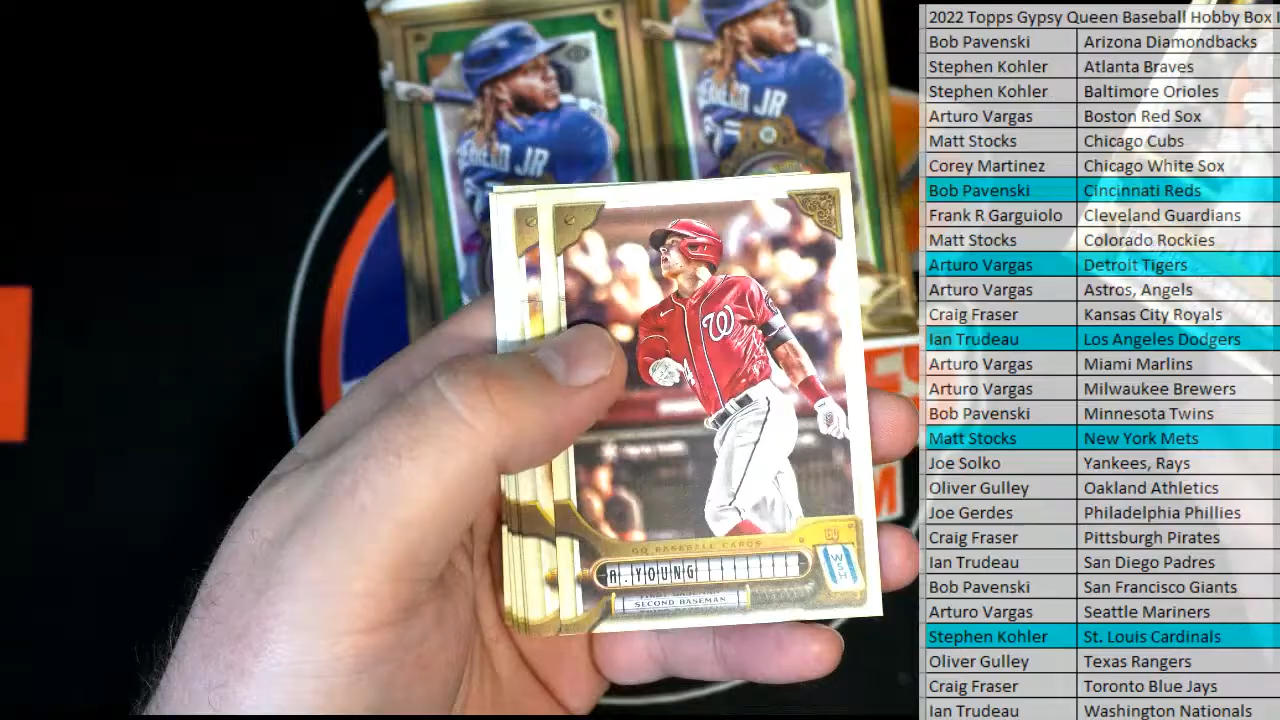 2022 Topps Gypsy Queen Baseball Hobby Box
Bob Pavenski Arizona Diamondbacks
Stephen Kohler Atlanta Braves
Stephen Kohler Baltimore Orioles
Arturo Vargas Boston Red Sox
Matt Stocks Chicago Cubs
Corey Martinez Chicago White Sox
Bob Pavenski Cincinnati Reds
Frank R Garguiolo Cleveland Guardians
Matt Stocks Colorado Rockies
Arturo Vargas Detroit Tigers
Arturo Vargas Astros, Angels
Craig Fraser Kansas City Royals
Ian Trudeau Los Angeles Dodgers
Arturo Vargas Miami Marlins
Arturo Vargas Milwaukee Brewers
Bob Pavenski Minnesota Twins
Matt Stocks New York Mets
Joe Solko Yankees, Rays
Oliver Gulley Oakland Athletics
Joe Gerdes Philadelphia Phillies
Craig Fraser Pittsburgh Pirates
Ian Trudeau San Diego Padres
Bob Pavenski San Francisco Giants
Arturo Vargas Seattle Mariners
Stephen Kohler St. Louis Cardinals
Oliver Gulley Texas Rangers
Craig Fraser Toronto Blue Jays
Ian Trudeau Washington Nationals
W
GQ BASEBALL CARDS
A.YOUNG
SECOND BASEMAN
WSH